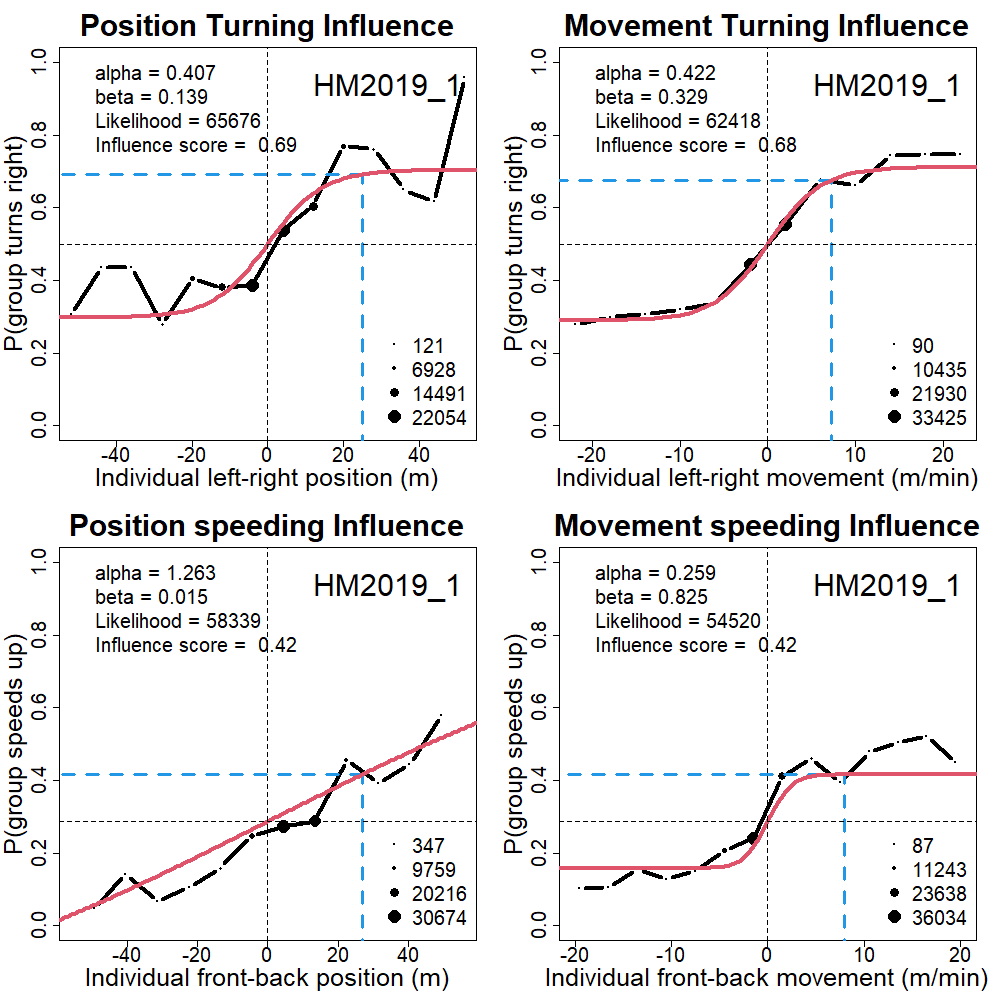 Position Turning Influence
alpha = 0.407
beta = 0.139
Likelihood = 65676
Influence score = 0.69
HM2019_1
P(group turns right)
0.0 0.2 0.4 0.6 0.8 1.0
121
6928
14491
22054
-40 -20 0 20 40
Individual left-right position (m)
Movement Turning Influence
alpha = 0.422
beta = 0.329
Likelihood = 62418
Influence score = 0.68
HM2019_1
P(group turns right)
0.0 0.2 0.4 0.6 0.8 1.0
90
10435
21930
33425
-20 -10 0 10 20
Individual left-right movement (m/min)
Position speeding Influence
alpha = 1.263
beta = 0.015
Likelihood = 58339
Influence score = 0.42
HM2019_1
P(group speeds up)
0.0 0.2 0.4 0.6 0.8 1.0
347
9759
20216
30674
-40 -20 0 20 40
Individual front-back position (m)
Movement speeding Influence
alpha = 0.259
beta = 0.825
Likelihood = 54520
Influence score = 0.42
HM2019_1
P(group speeds up)
0.0 0.2 0.4 0.6 0.8 1.0
87
11243
23638
36034
-20 -10 0 10 20
Individual front-back movement (m/min)